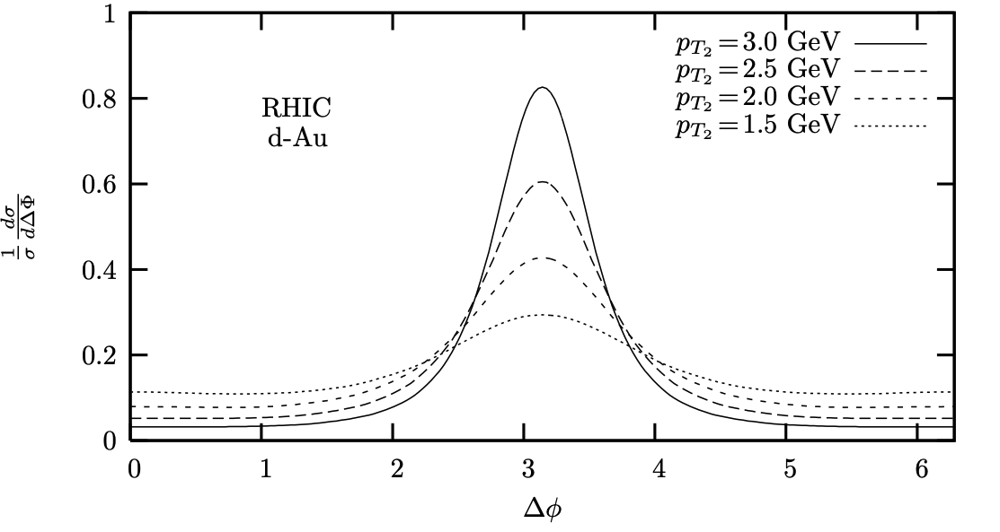 1
0.8
0.6
0.4
0.2
0
0 1 2 3 4 5 6
Δϕ
1/σ dσ/dΔΦ
RHIC
d-Au
p_{T_2}=3.0 GeV
p_{T_2}=2.5 GeV
p_{T_2}=2.0 GeV
p_{T_2}=1.5 GeV